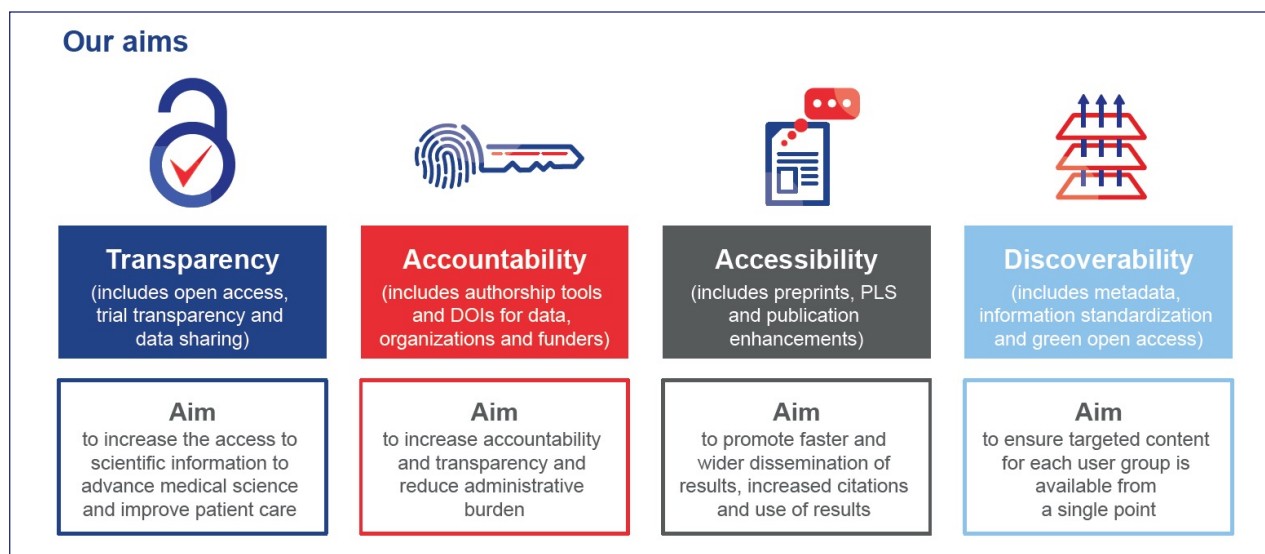 Our aims
Transparency
(includes open access,
trial transparency and
data sharing)
Accountability
(includes authorship tools
and DOIs for data,
organizations and funders)
Accessibility
(includes preprints, PLS
and publication
enhancements)
Discoverability
(includes metadata,
information standardization
and green open access)
Aim
to increase the access to
scientific information to
advance medical science
and improve patient care
Aim
to increase accountability
and transparency and
reduce administrative
burden
Aim
to promote faster and
wider dissemination of
results, increased citations
and use of results
Aim
to ensure targeted content
for each user group is
available from
a single point